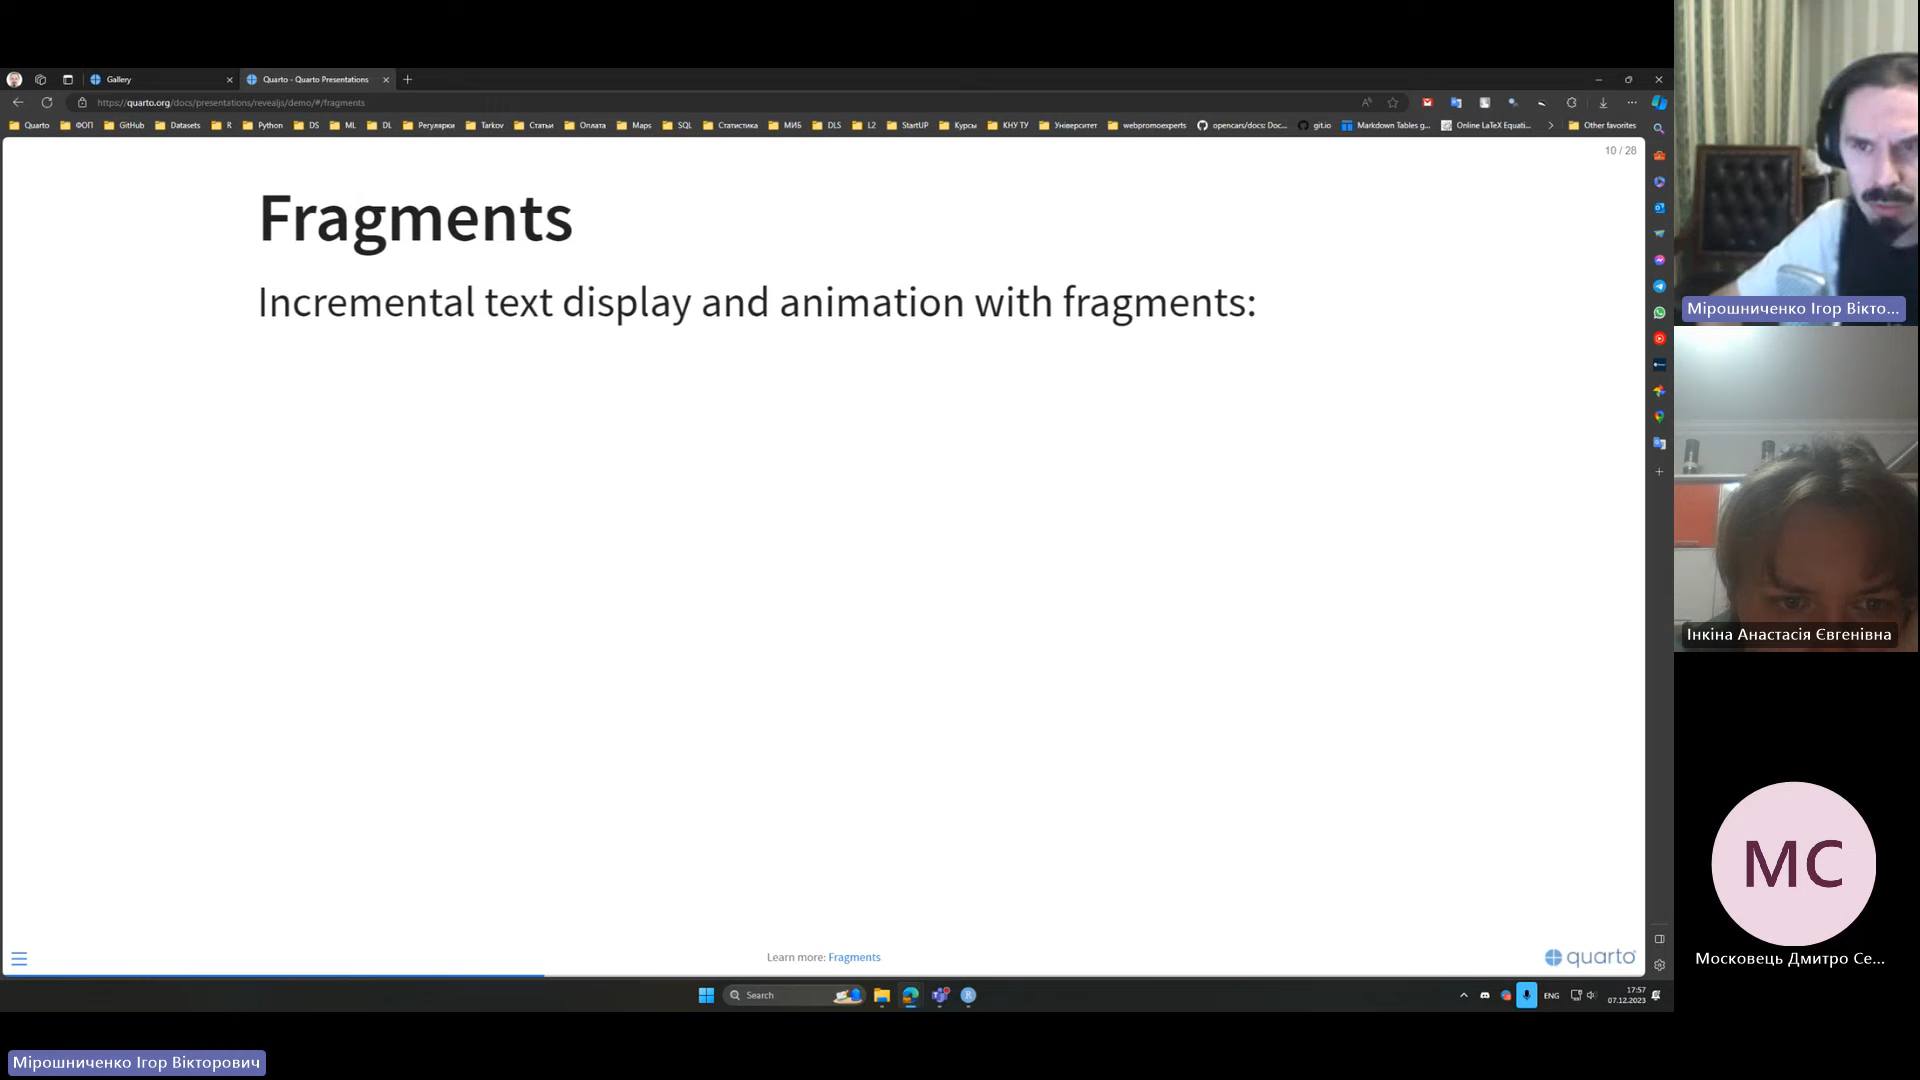 Gallery
Quarto - Quarto Presentations
https://quarto.org/docs/presentations/revealjs/demo/#/fragments
Quarto
ФОП
GitHub
Datasets
R
Python
DS
ML
DL
Регулярки
Tarkov
Статьи
Оплата
Maps
SQL
Статистика
МИБ
DLS
L2
StartUP
Курсы
КНУ ТУ
Університет
webpromoexperts
opencars/docs: Doc...
git.io
Markdown Tables g...
Online LaTeX Equati...
Other favorites
10 / 28
Fragments
Incremental text display and animation with fragments:
Learn more: Fragments
quarto
Search
ENG
17:57
07.12.2023
Мірошниченко Ігор Вікто...
Інкіна Анастасія Євгенівна
МС
Московець Дмитро Се...
Мірошниченко Ігор Вікторович